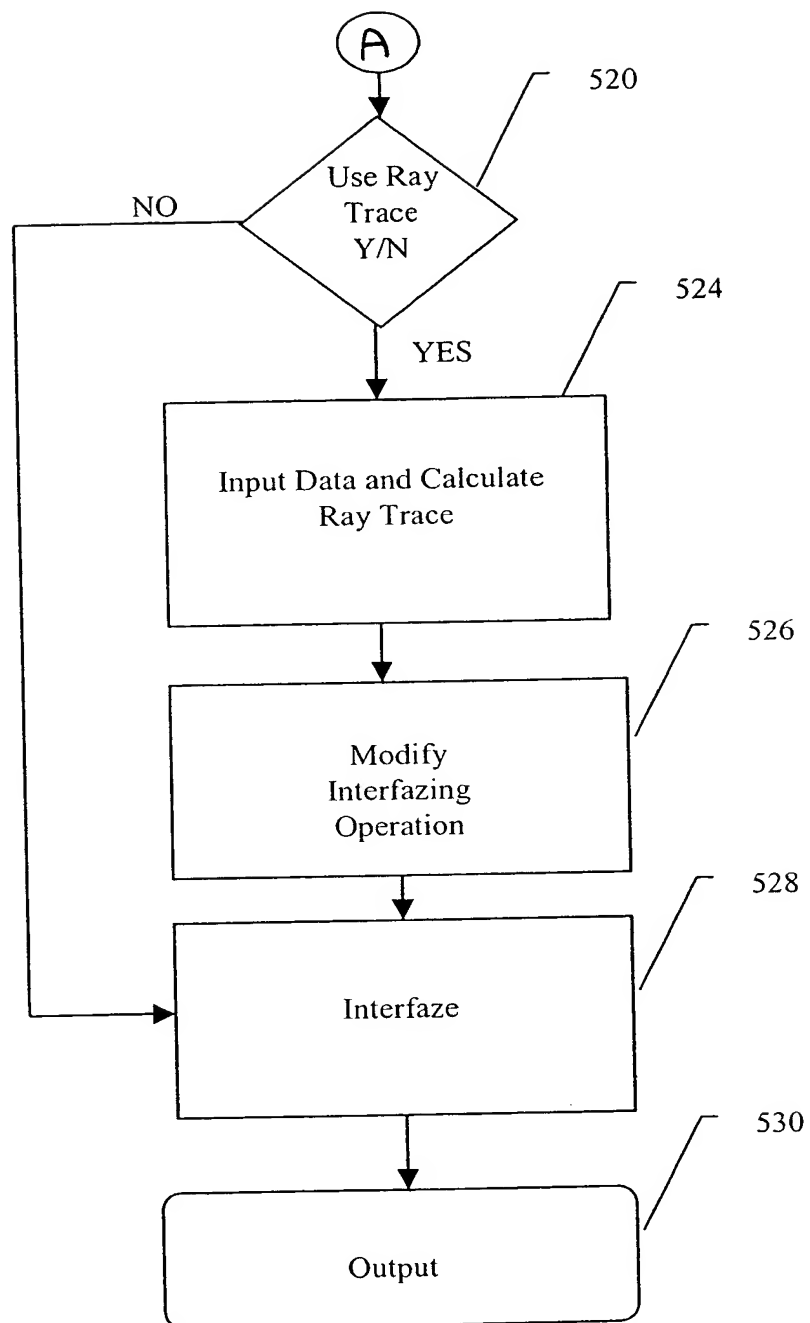 A
520
Use Ray
Trace
Y/N
NO
524
YES
Input Data and Calculate
Ray Trace
526
Modify
Interfazing
Operation
528
Interfaze
530
Output